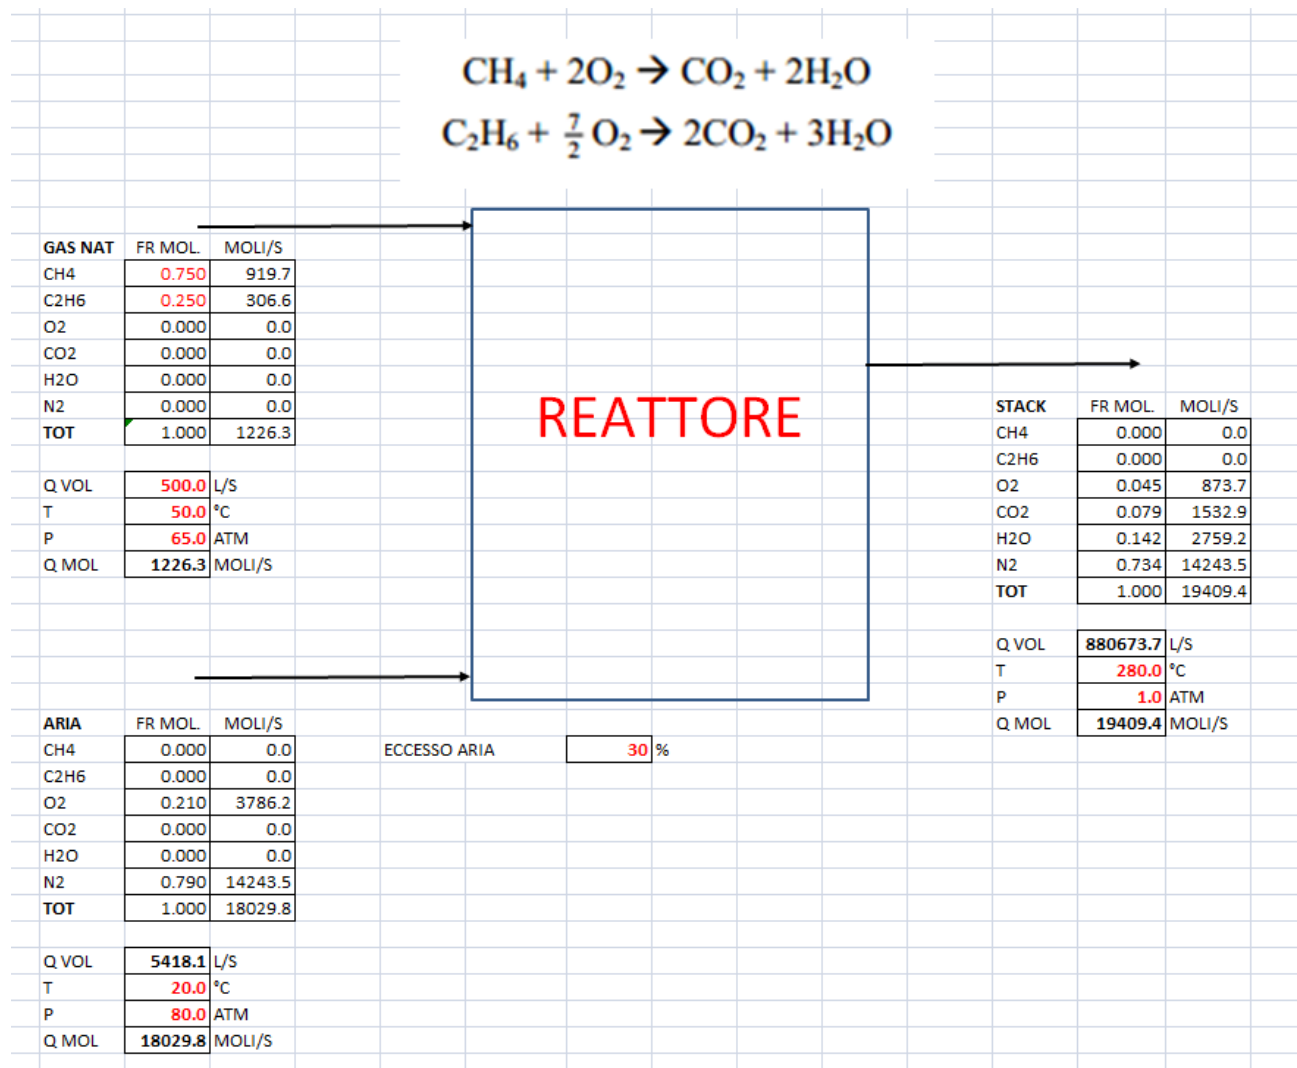 CH₄ + 2O₂ → CO₂ + 2H₂O
C₂H₆ + 7/2 O₂ → 2CO₂ + 3H₂O
GAS NAT FR MOL. MOLI/S
CH4 0.750 919.7
C2H6 0.250 306.6
O2 0.000 0.0
CO2 0.000 0.0
H2O 0.000 0.0
N2 0.000 0.0
TOT 1.000 1226.3
Q VOL 500.0 L/S
T 50.0 °C
P 65.0 ATM
Q MOL 1226.3 MOLI/S
REATTORE
STACK FR MOL. MOLI/S
CH4 0.000 0.0
C2H6 0.000 0.0
O2 0.045 873.7
CO2 0.079 1532.9
H2O 0.142 2759.2
N2 0.734 14243.5
TOT 1.000 19409.4
Q VOL 880673.7 L/S
T 280.0 °C
P 1.0 ATM
Q MOL 19409.4 MOLI/S
ARIA FR MOL. MOLI/S
CH4 0.000 0.0
C2H6 0.000 0.0
O2 0.210 3786.2
CO2 0.000 0.0
H2O 0.000 0.0
N2 0.790 14243.5
TOT 1.000 18029.8
ECCESSO ARIA 30 %
Q VOL 5418.1 L/S
T 20.0 °C
P 80.0 ATM
Q MOL 18029.8 MOLI/S